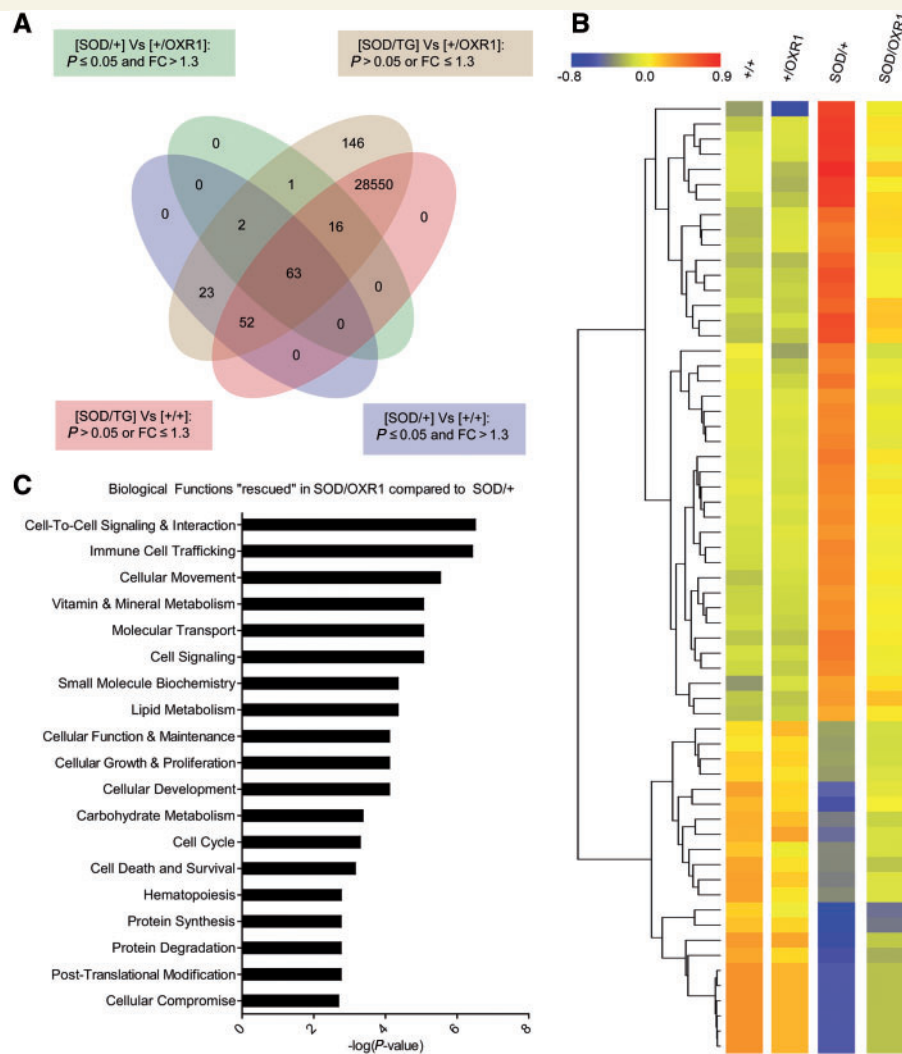 A
[SOD/+] Vs [+/OXR1]:
P ≤ 0.05 and FC > 1.3
[SOD/TG] Vs [+/OXR1]:
P > 0.05 or FC ≤ 1.3
0
146
0
1
28550
0
2
16
0
63
23
0
52
0
0
[SOD/TG] Vs [+/+]:
P > 0.05 or FC ≤ 1.3
[SOD/+] Vs [+/+]:
P ≤ 0.05 and FC > 1.3
B
-0.8
0.0
0.9
+/+
+/OXR1
SOD/+
SOD/OXR1
C
Biological Functions "rescued" in SOD/OXR1 compared to SOD/+
Cell-To-Cell Signaling & Interaction
Immune Cell Trafficking
Cellular Movement
Vitamin & Mineral Metabolism
Molecular Transport
Cell Signaling
Small Molecule Biochemistry
Lipid Metabolism
Cellular Function & Maintenance
Cellular Growth & Proliferation
Cellular Development
Carbohydrate Metabolism
Cell Cycle
Cell Death and Survival
Hematopoiesis
Protein Synthesis
Protein Degradation
Post-Translational Modification
Cellular Compromise
0
2
4
6
8
-log(P-value)